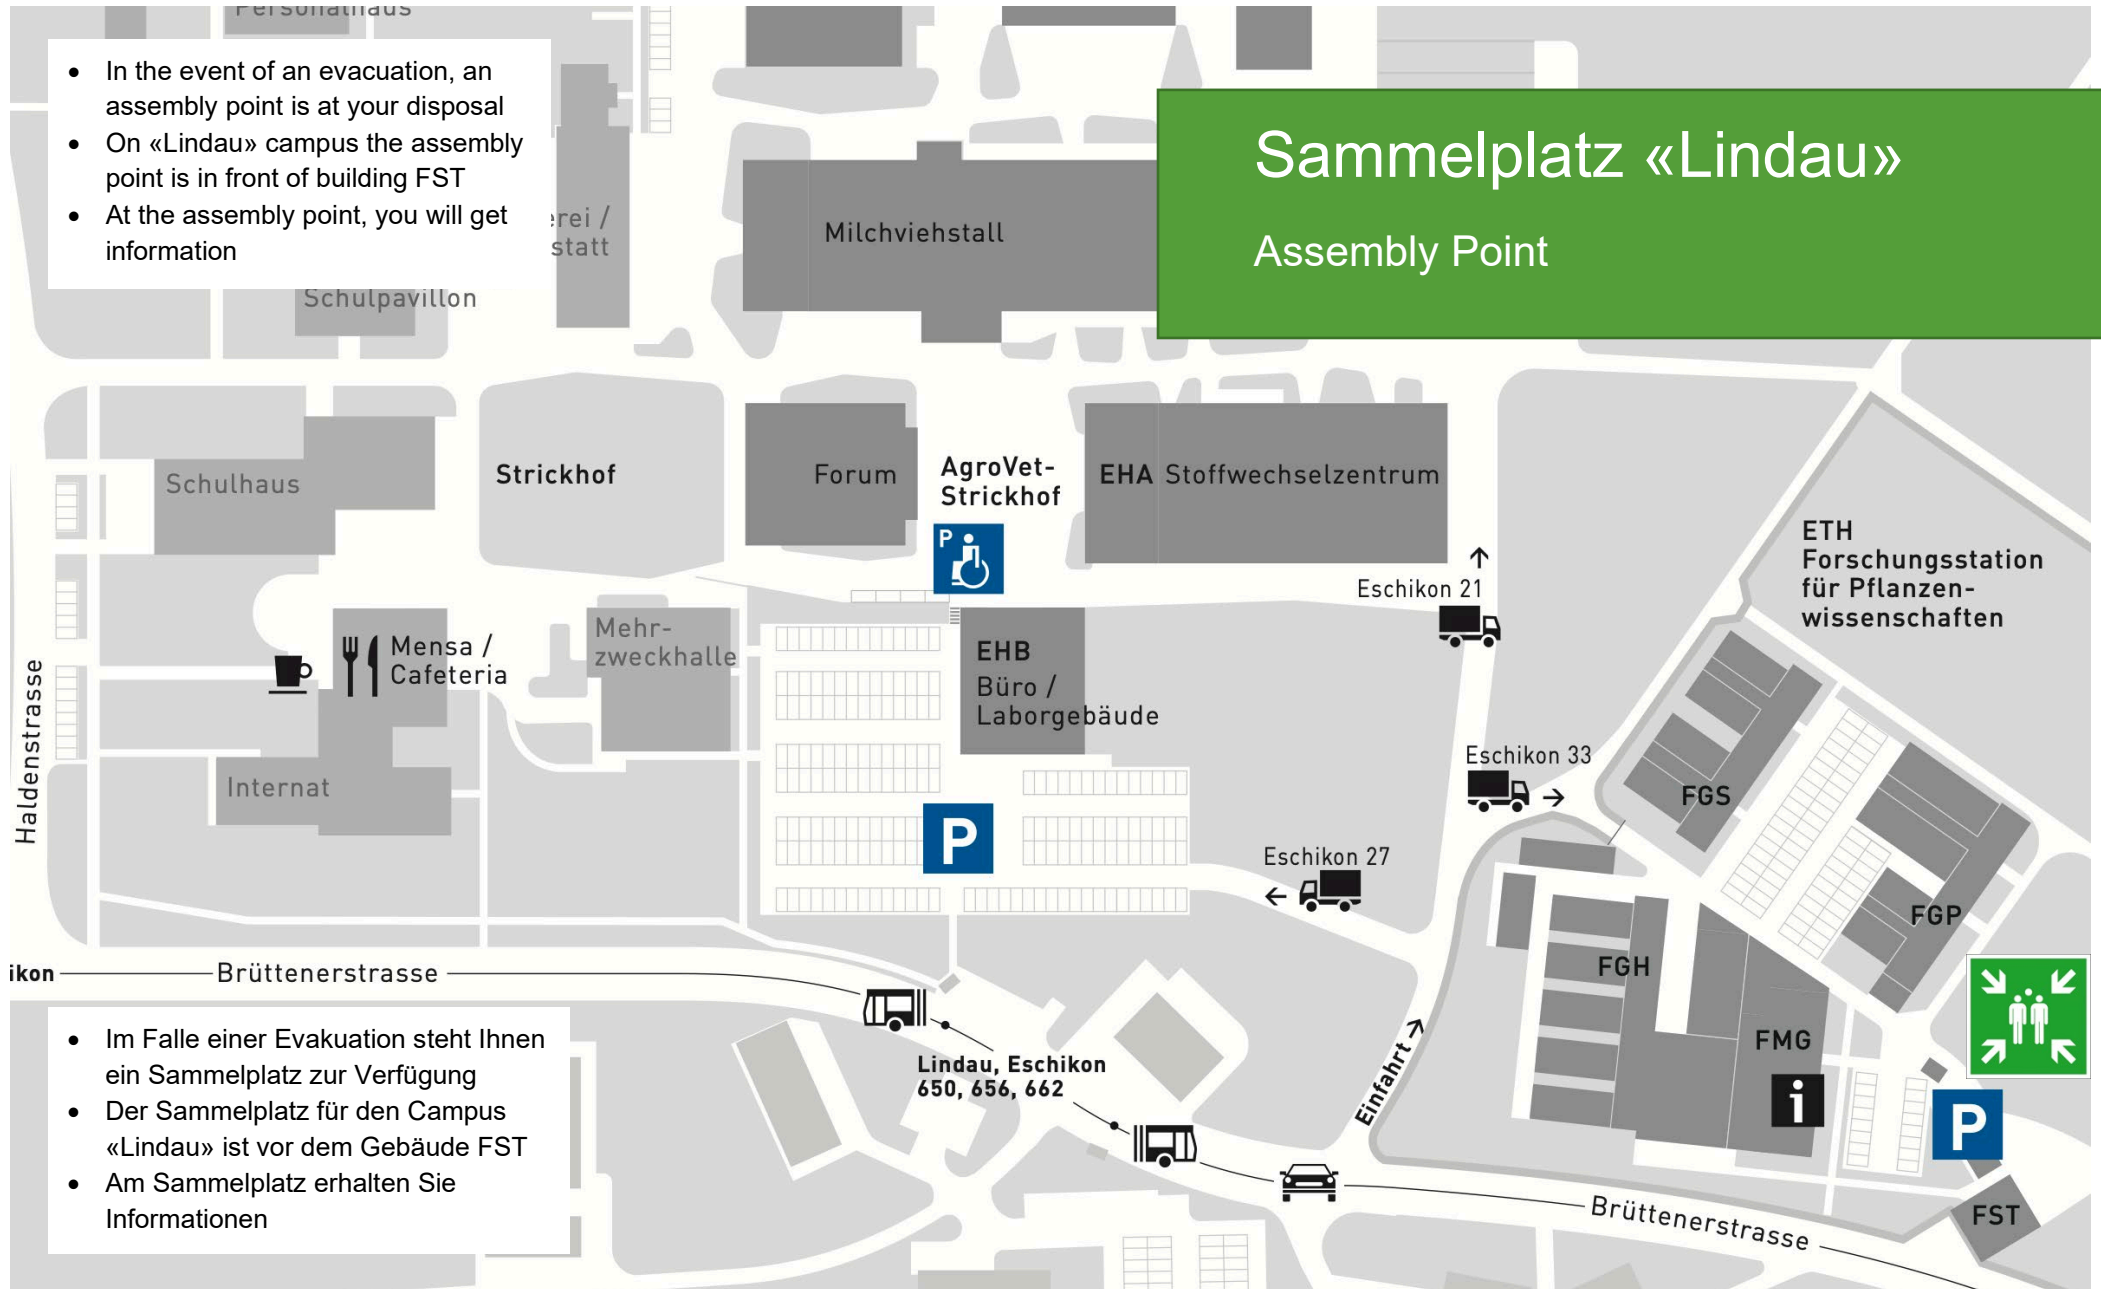 Personalhaus
• In the event of an evacuation, an
assembly point is at your disposal
• On «Lindau» campus the assembly
point is in front of building FST
• At the assembly point, you will get
information
Sammelplatz «Lindau»
Assembly Point
erei /
statt
Schulpavillon
Milchviehstall
Schulhaus
Strickhof
Forum
AgroVet-
Strickhof
P
EHA Stoffwechselzentrum
ETH
Forschungsstation
für Pflanzen-
wissenschaften
Eschikon 21
Mensa /
Cafeteria
Mehr-
zweckhalle
EHB
Büro /
Laborgebäude
Haldenstrasse
Internat
Eschikon 33
FGS
P
Eschikon 27
FGP
FGH
ikon
Brüttenerstrasse
FMG
i
Lindau, Eschikon
650, 656, 662
Einfahrt
P
Brüttenerstrasse
FST
• Im Falle einer Evakuation steht Ihnen
ein Sammelplatz zur Verfügung
• Der Sammelplatz für den Campus
«Lindau» ist vor dem Gebäude FST
• Am Sammelplatz erhalten Sie
Informationen